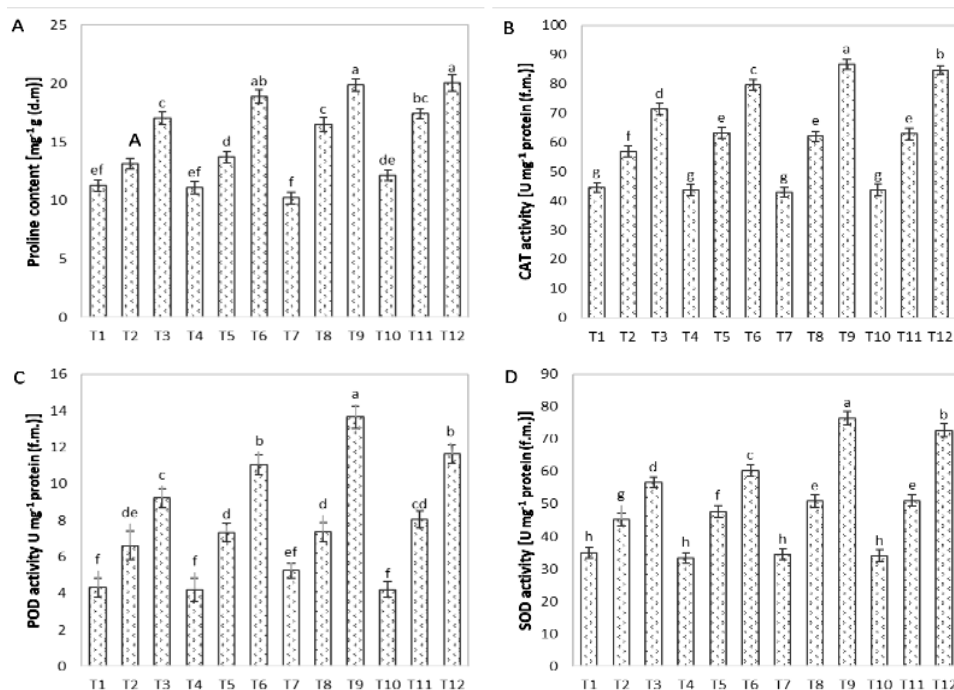 A
Proline content [mg⁻¹ g (d.m)]
25
20
15
10
5
0
ef
A
c
ef
d
ab
f
c
a
de
bc
a
T1 T2 T3 T4 T5 T6 T7 T8 T9 T10 T11 T12
B
CAT activity [U mg⁻¹ protein (f.m.)]
100
90
80
70
60
50
40
30
20
10
0
g
f
d
g
e
c
g
e
a
g
e
b
T1 T2 T3 T4 T5 T6 T7 T8 T9 T10 T11 T12
C
POD activity U mg⁻¹ protein (f.m.)]
16
14
12
10
8
6
4
2
0
f
de
c
f
d
b
ef
d
a
f
cd
b
T1 T2 T3 T4 T5 T6 T7 T8 T9 T10 T11 T12
D
SOD activity [U mg⁻¹ protein (f.m.)]
90
80
70
60
50
40
30
20
10
0
h
g
d
h
f
c
h
e
a
h
e
b
T1 T2 T3 T4 T5 T6 T7 T8 T9 T10 T11 T12